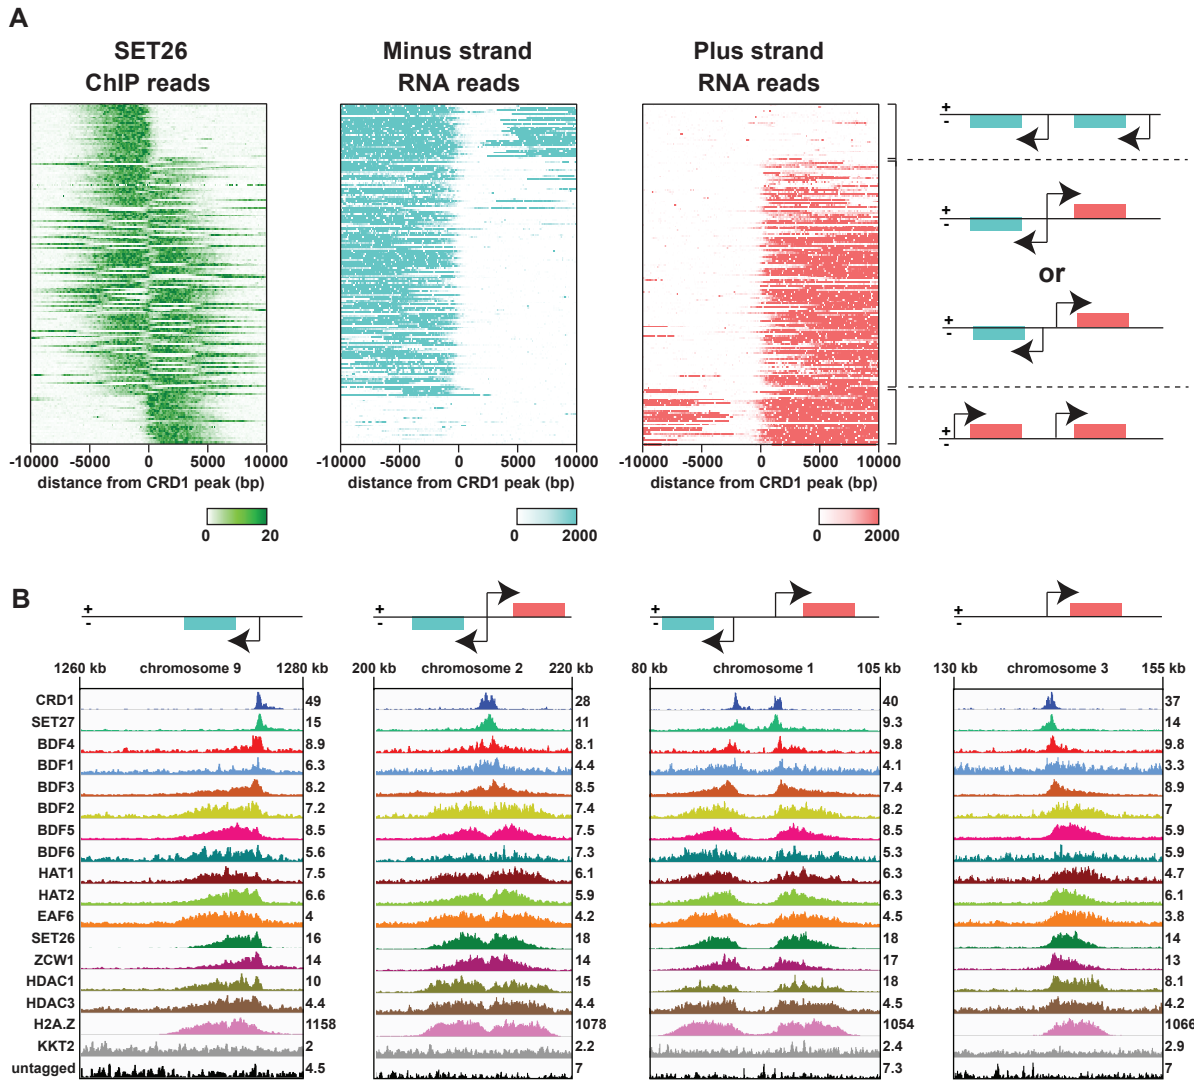 A
SET26
ChIP reads
Minus strand
RNA reads
Plus strand
RNA reads
+
-
+
-
or
+
-
+
-
-10000 -5000 0 5000 10000
-10000 -5000 0 5000 10000
-10000 -5000 0 5000 10000
distance from CRD1 peak (bp)
distance from CRD1 peak (bp)
distance from CRD1 peak (bp)
0 20
0 2000
0 2000
B
+
-
+
-
+
-
+
-
1260 kb chromosome 9 1280 kb
200 kb chromosome 2 220 kb
80 kb chromosome 1 105 kb
130 kb chromosome 3 155 kb
CRD1 49 28 40 37
SET27 15 11 9.3 14
BDF4 8.9 8.1 9.8 9.8
BDF1 6.3 4.4 4.1 3.3
BDF3 8.2 8.5 7.4 8.9
BDF2 7.2 7.4 8.2 7
BDF5 8.5 7.5 8.5 5.9
BDF6 5.6 7.3 5.3 5.9
HAT1 7.5 6.1 6.3 4.7
HAT2 6.6 5.9 6.3 6.1
EAF6 4 4.2 4.5 3.8
SET26 16 18 18 14
ZCW1 14 14 17 13
HDAC1 10 15 18 8.1
HDAC3 4.4 4.4 4.5 4.2
H2A.Z 1158 1078 1054 1066
KKT2 2 2.2 2.4 2.9
untagged 4.5 7 7.3 7